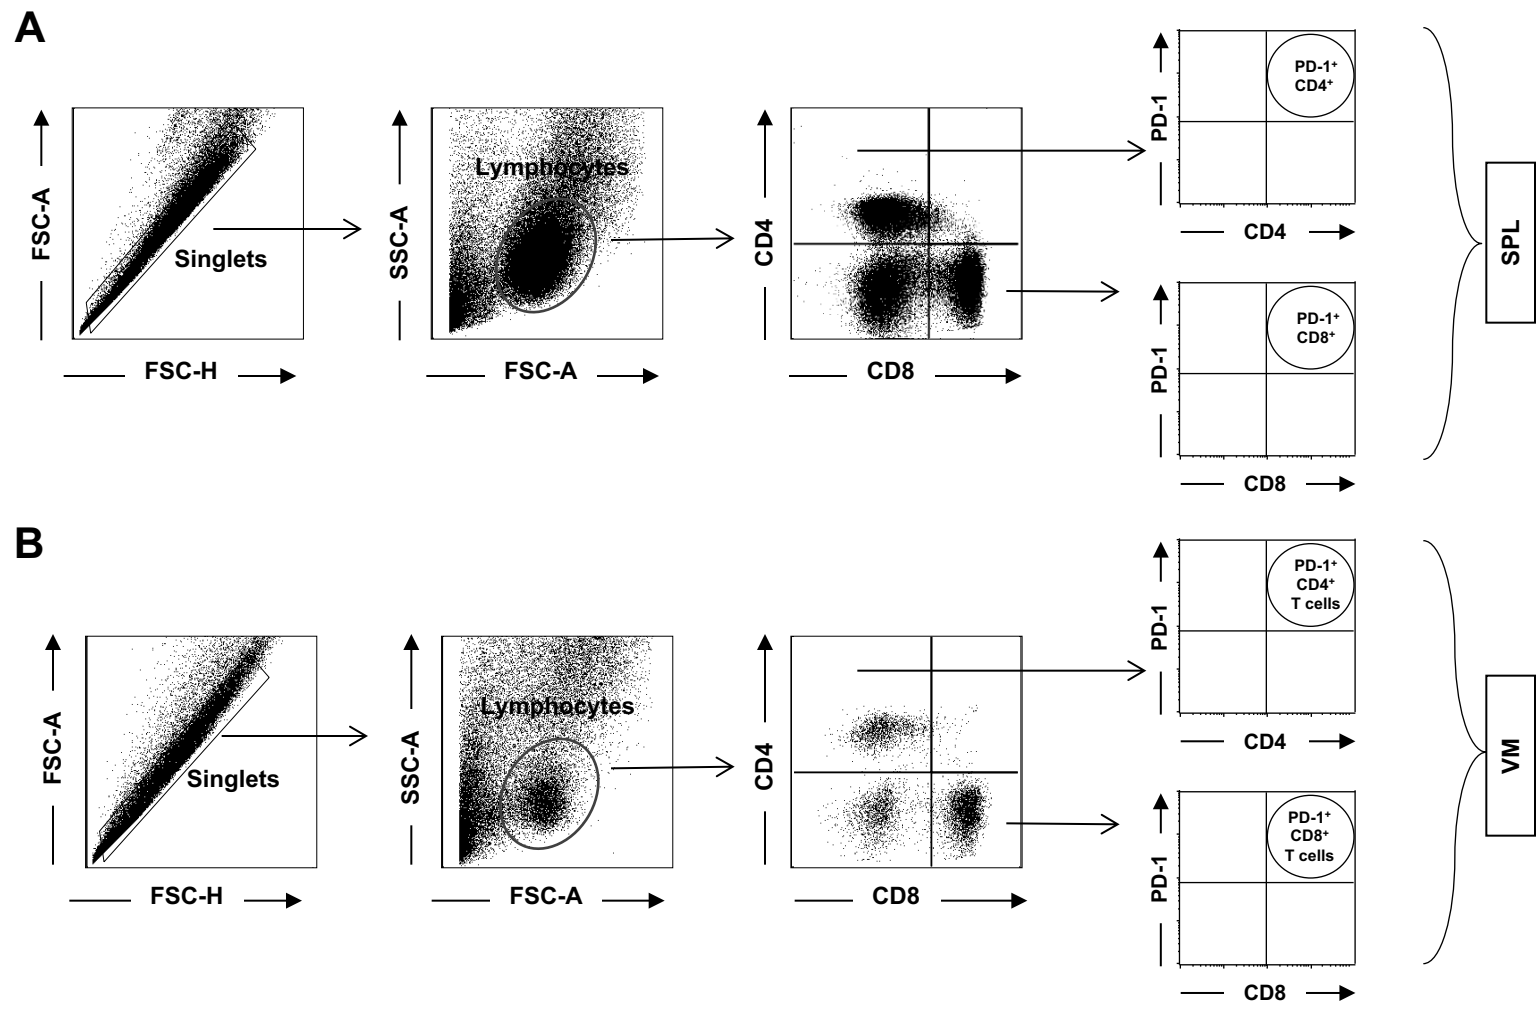 A
FSC-A
Singlets
FSC-H
SSC-A
Lymphocytes
FSC-A
CD4
CD8
PD-1
PD-1⁺
CD4⁺
CD4
PD-1
PD-1⁺
CD8⁺
CD8
SPL
B
FSC-A
Singlets
FSC-H
SSC-A
Lymphocytes
FSC-A
CD4
CD8
PD-1
PD-1⁺
CD4⁺
T cells
CD4
PD-1
PD-1⁺
CD8⁺
T cells
CD8
VM